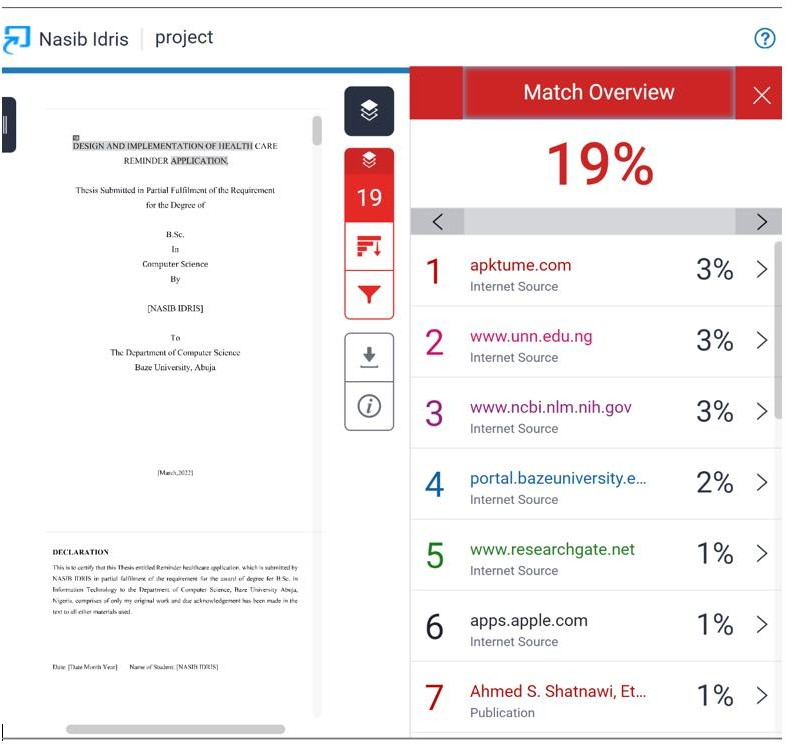 Nasib Idris
project
DESIGN AND IMPLEMENTATION OF HEALTH CARE
REMINDER APPLICATION.
Thesis Submitted in Partial Fulfilment of the Requirement
for the Degree of
B.Sc.
In
Computer Science
By
[NASIB IDRIS]
To
The Department of Computer Science
Baze University, Abuja
[March,2022]
DECLARATION
This is to certify that this Thesis entitled Reminder healthcare application, which is submitted by
NASIB IDRIS in partial fulfilment of the requirement for the award of degree for B.Sc. in
Information Technology to the Department of Computer Science, Baze University Abuja,
Nigeria, comprises of only my original work and due acknowledgement has been made in the
text to all other materials used.
Date: [Date Month Year] Name of Student: [NASIB IDRIS]
19
Match Overview
19%
1 apktume.com 3%
Internet Source
2 www.unn.edu.ng 3%
Internet Source
3 www.ncbi.nlm.nih.gov 3%
Internet Source
4 portal.bazeuniversity.e... 2%
Internet Source
5 www.researchgate.net 1%
Internet Source
6 apps.apple.com 1%
Internet Source
7 Ahmed S. Shatnawi, Et... 1%
Publication